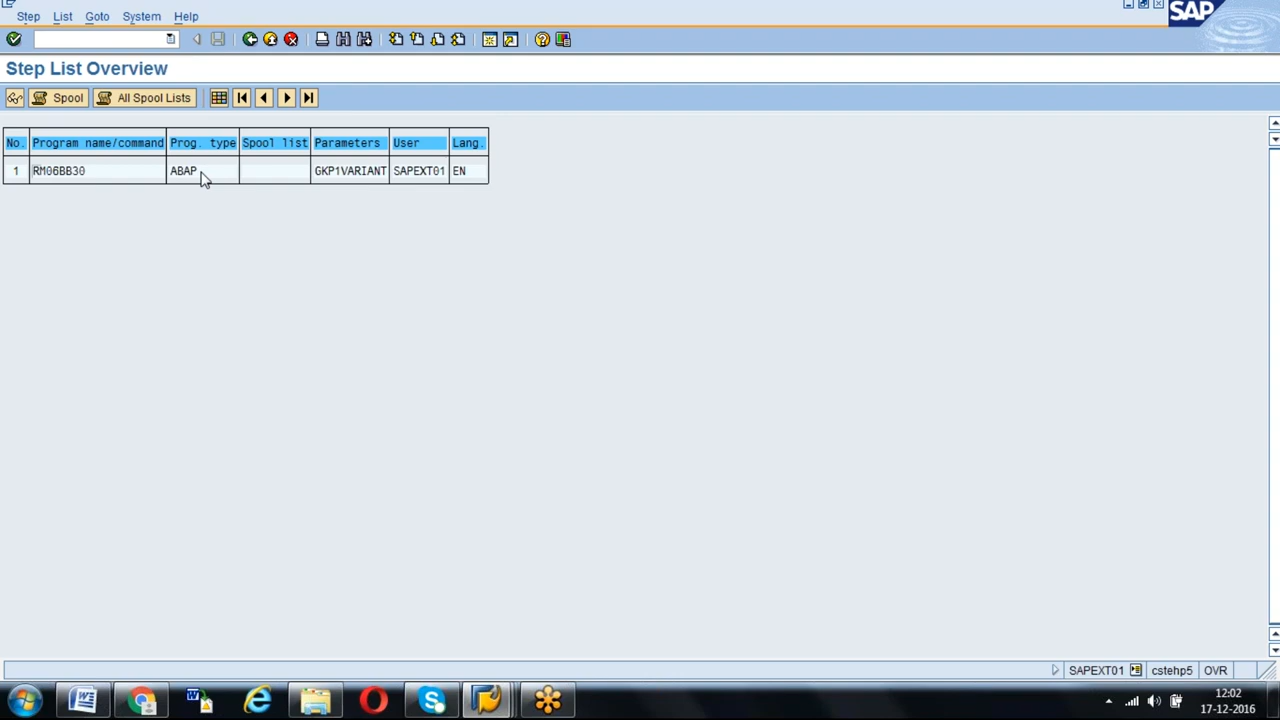 Step List Goto System Help
SAP
Step List Overview
Spool All Spool Lists
No. Program name/command Prog. type Spool list Parameters User Lang.
1 RM06BB30 ABAP GKP1VARIANT SAPEXT01 EN
SAPEXT01 cstehp5 OVR
12:02
17-12-2016